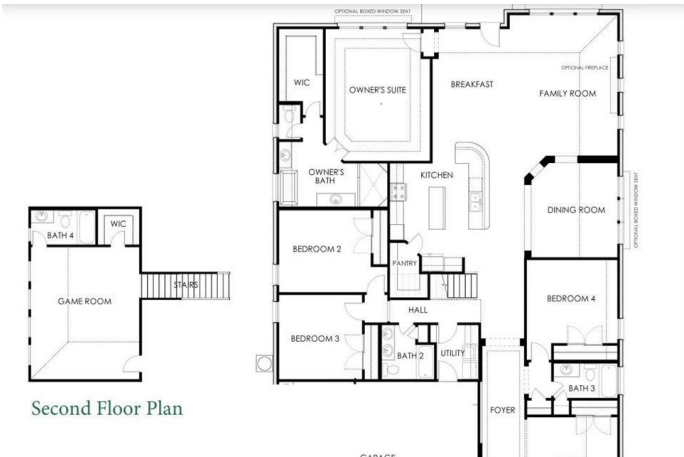 OPTIONAL BOXED WINDOW SEAT
WIC
OWNER'S SUITE
BREAKFAST
OPTIONAL FIREPLACE
FAMILY ROOM
OWNER'S
BATH
KITCHEN
DINING ROOM
OPTIONAL BOXED WINDOW SEAT
BATH 4
WIC
BEDROOM 2
PANTRY
STAIRS
GAME ROOM
BEDROOM 4
HALL
BEDROOM 3
BATH 2
UTILITY
BATH 3
FOYER
Second Floor Plan
GARAGE